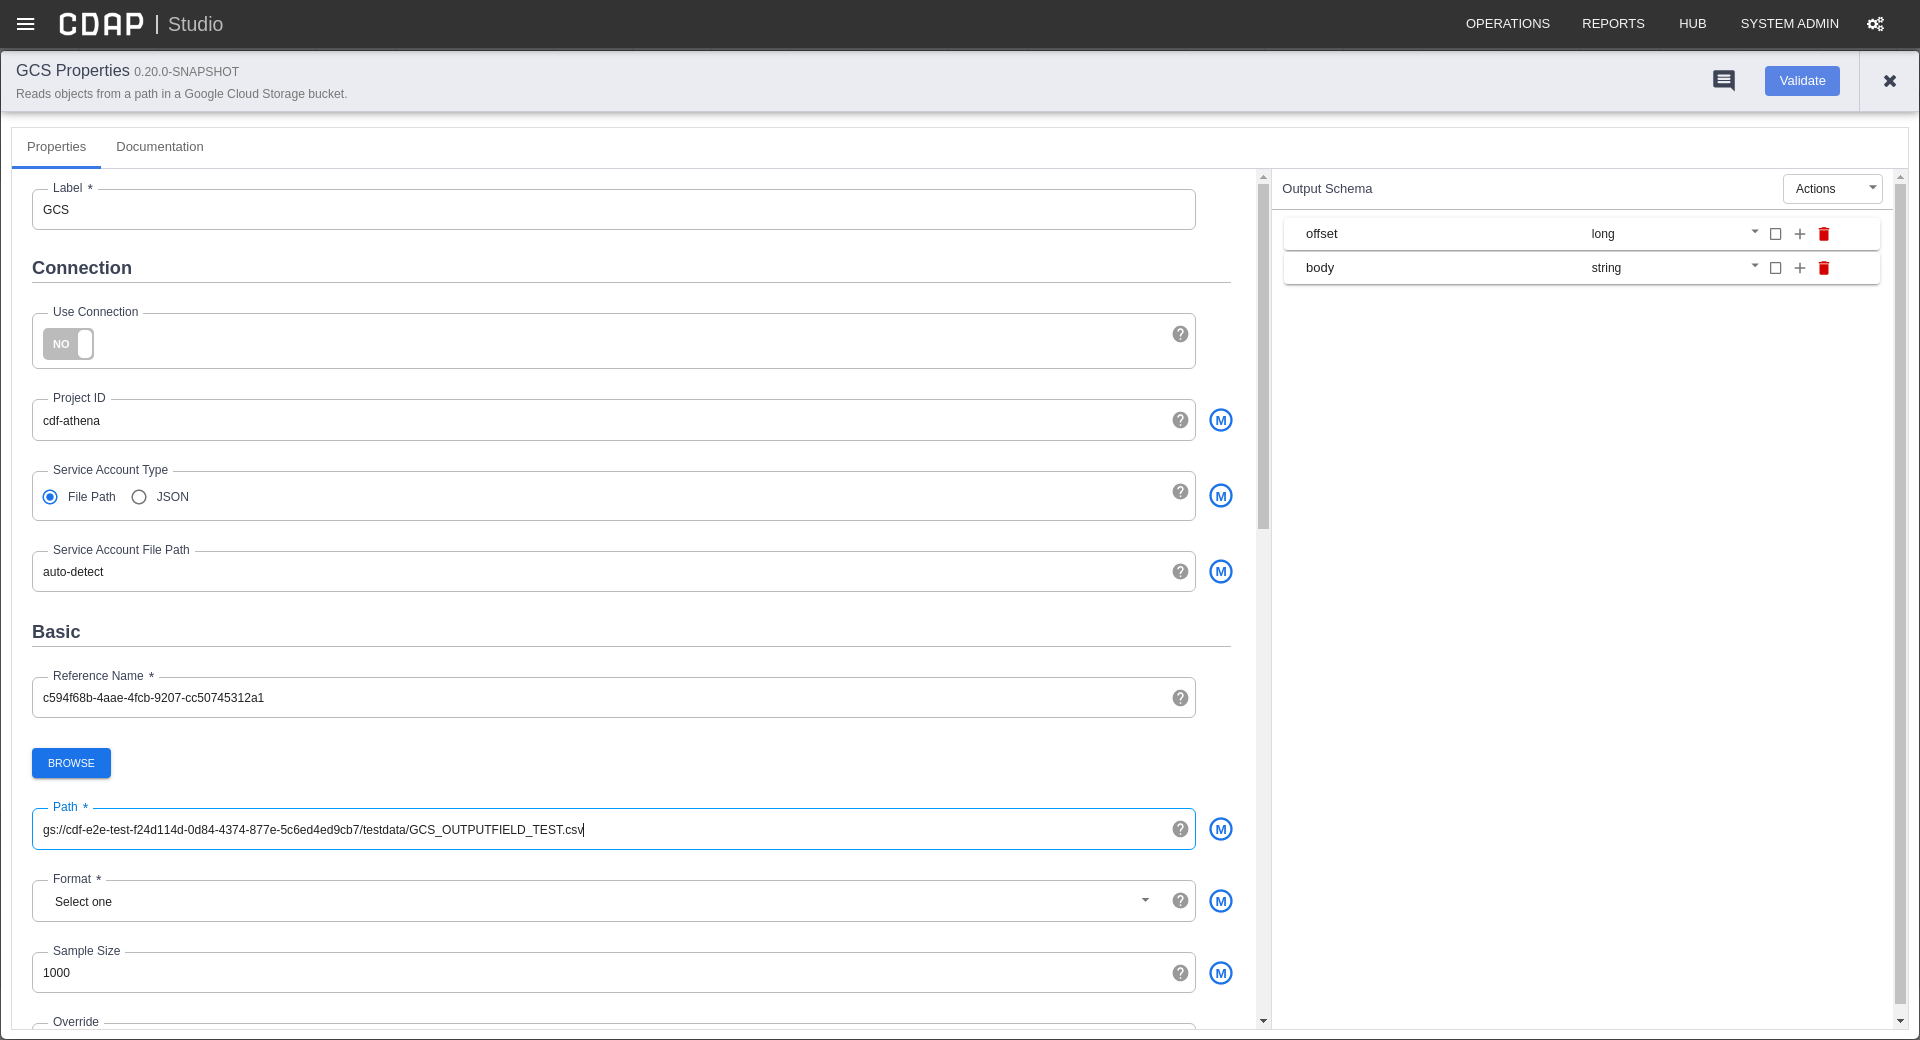 CDAP | Studio
OPERATIONS REPORTS HUB SYSTEM ADMIN
GCS Properties 0.20.0-SNAPSHOT
Reads objects from a path in a Google Cloud Storage bucket.
Validate
Properties Documentation
Label *
GCS
Connection
Use Connection
NO
Project ID
cdf-athena
M
Service Account Type
File Path JSON
M
Service Account File Path
auto-detect
M
Basic
Reference Name *
c594f68b-4aae-4fcb-9207-cc50745312a1
BROWSE
Path *
gs://cdf-e2e-test-f24d114d-0d84-4374-877e-5c6ed4ed9cb7/testdata/GCS_OUTPUTFIELD_TEST.csv
M
Format *
Select one
M
Sample Size
1000
M
Override
Output Schema
Actions
offset long
body string